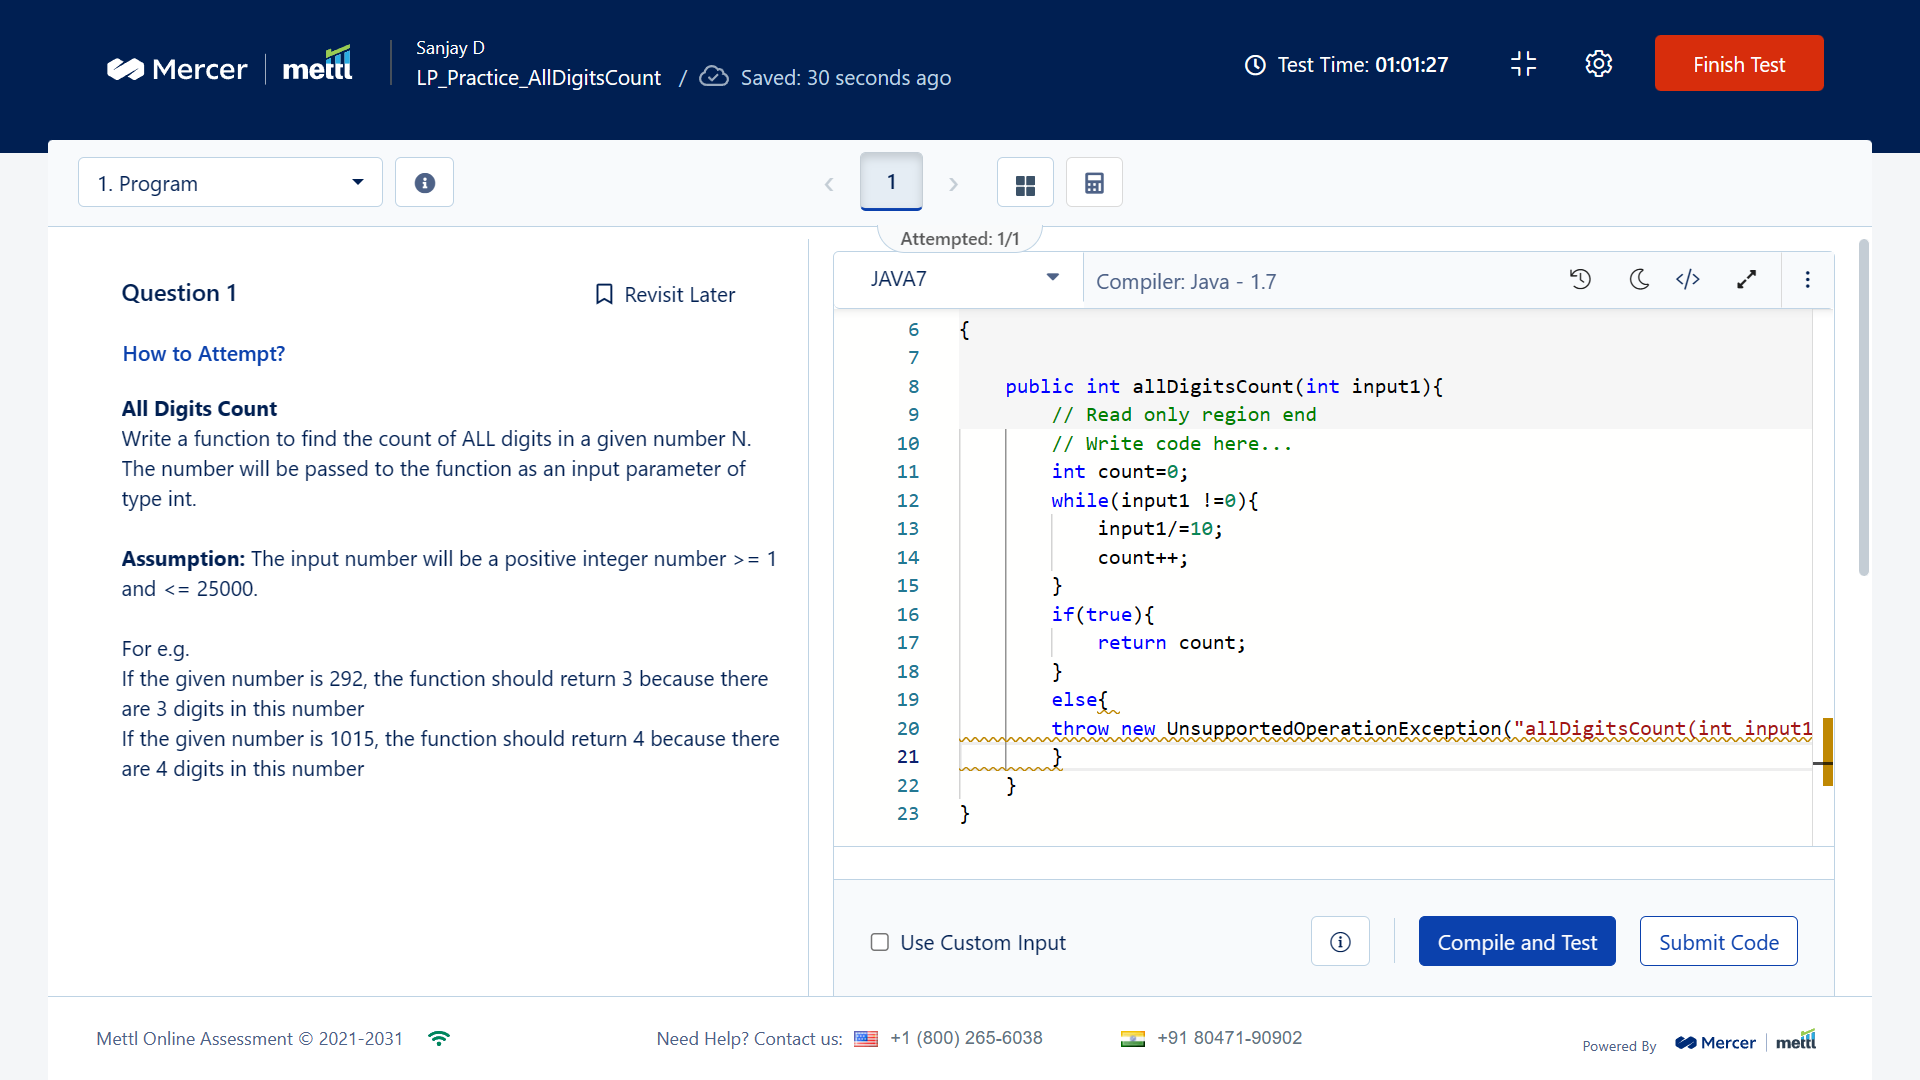 Mercer mettl
Sanjay D
LP_Practice_AllDigitsCount / Saved: 30 seconds ago
Test Time: 01:01:27
Finish Test
1. Program
1
Attempted: 1/1
Question 1
Revisit Later
How to Attempt?
All Digits Count
Write a function to find the count of ALL digits in a given number N.
The number will be passed to the function as an input parameter of
type int.
Assumption: The input number will be a positive integer number >= 1
and <= 25000.
For e.g.
If the given number is 292, the function should return 3 because there
are 3 digits in this number
If the given number is 1015, the function should return 4 because there
are 4 digits in this number
JAVA7
Compiler: Java - 1.7
6 {
7
8 public int allDigitsCount(int input1){
9 // Read only region end
10 // Write code here...
11 int count=0;
12 while(input1 !=0){
13 input1/=10;
14 count++;
15 }
16 if(true){
17 return count;
18 }
19 else{
20 throw new UnsupportedOperationException("allDigitsCount(int input1
21 }
22 }
23 }
Use Custom Input
Compile and Test
Submit Code
Mettl Online Assessment © 2021-2031
Need Help? Contact us: +1 (800) 265-6038
+91 80471-90902
Powered By Mercer mettl